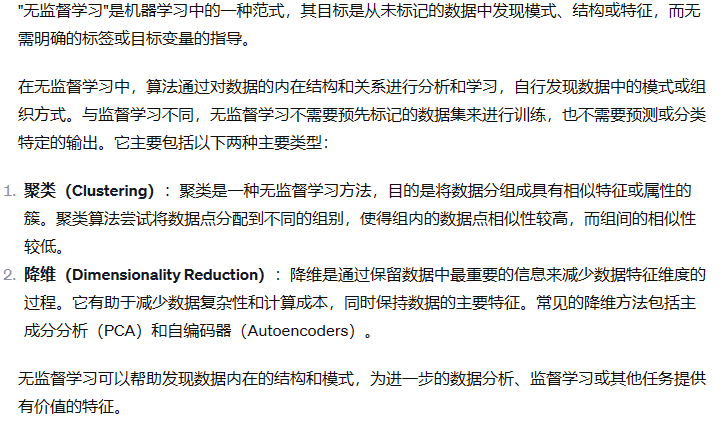 "无监督学习"是机器学习中的一种范式，其目标是从未标记的数据中发现模式、结构或特征，而无
需明确的标签或目标变量的指导。
在无监督学习中，算法通过对数据的内在结构和关系进行分析和学习，自行发现数据中的模式或组
织方式。与监督学习不同，无监督学习不需要预先标记的数据集来进行训练，也不需要预测或分类
特定的输出。它主要包括以下两种主要类型：
1. 聚类（Clustering）：聚类是一种无监督学习方法，目的是将数据分组成具有相似特征或属性的
簇。聚类算法尝试将数据点分配到不同的组别，使得组内的数据点相似性较高，而组间的相似性
较低。
2. 降维（Dimensionality Reduction）：降维是通过保留数据中最重要的信息来减少数据特征维度的
过程。它有助于减少数据复杂性和计算成本，同时保持数据的主要特征。常见的降维方法包括主
成分分析（PCA）和自编码器（Autoencoders）。
无监督学习可以帮助发现数据内在的结构和模式，为进一步的数据分析、监督学习或其他任务提供
有价值的特征。